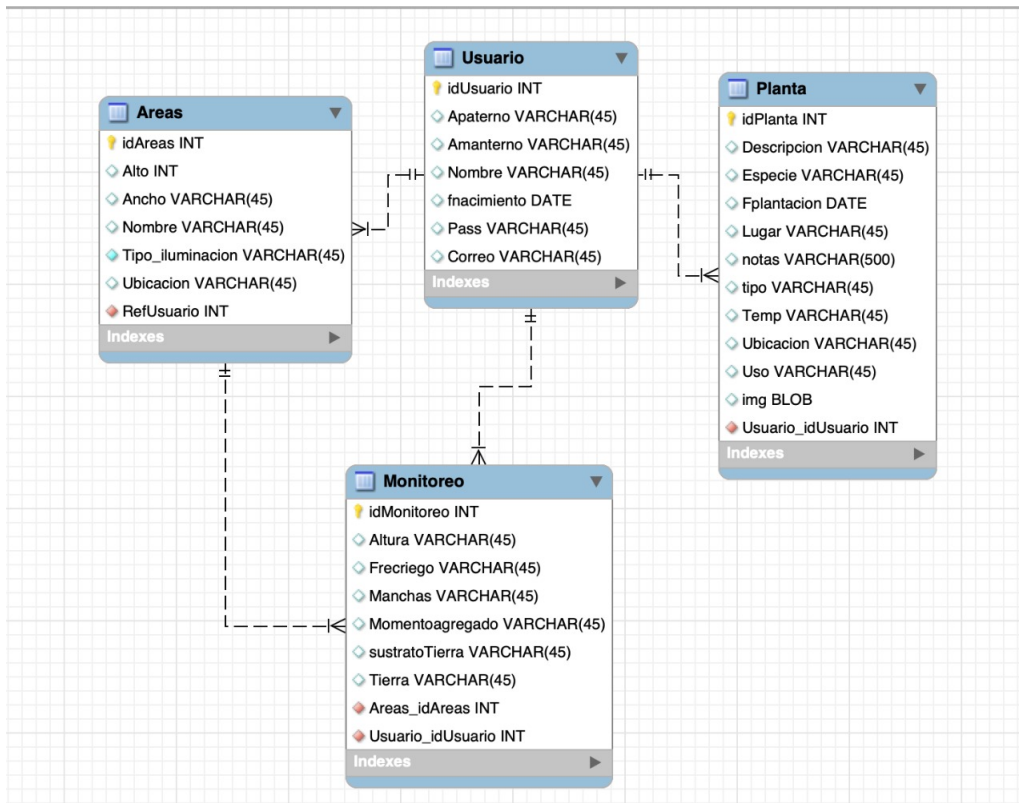 Usuario
idUsuario INT
Apaterno VARCHAR(45)
Amanterno VARCHAR(45)
Nombre VARCHAR(45)
fnacimiento DATE
Pass VARCHAR(45)
Correo VARCHAR(45)
Indexes
Planta
idPlanta INT
Descripcion VARCHAR(45)
Especie VARCHAR(45)
Fplantacion DATE
Lugar VARCHAR(45)
notas VARCHAR(500)
tipo VARCHAR(45)
Temp VARCHAR(45)
Ubicacion VARCHAR(45)
Uso VARCHAR(45)
img BLOB
Usuario_idUsuario INT
Indexes
Areas
idAreas INT
Alto INT
Ancho VARCHAR(45)
Nombre VARCHAR(45)
Tipo_iluminacion VARCHAR(45)
Ubicacion VARCHAR(45)
RefUsuario INT
Indexes
Monitoreo
idMonitoreo INT
Altura VARCHAR(45)
Frecriego VARCHAR(45)
Manchas VARCHAR(45)
Momentoagregado VARCHAR(45)
sustratoTierra VARCHAR(45)
Tierra VARCHAR(45)
Areas_idAreas INT
Usuario_idUsuario INT
Indexes